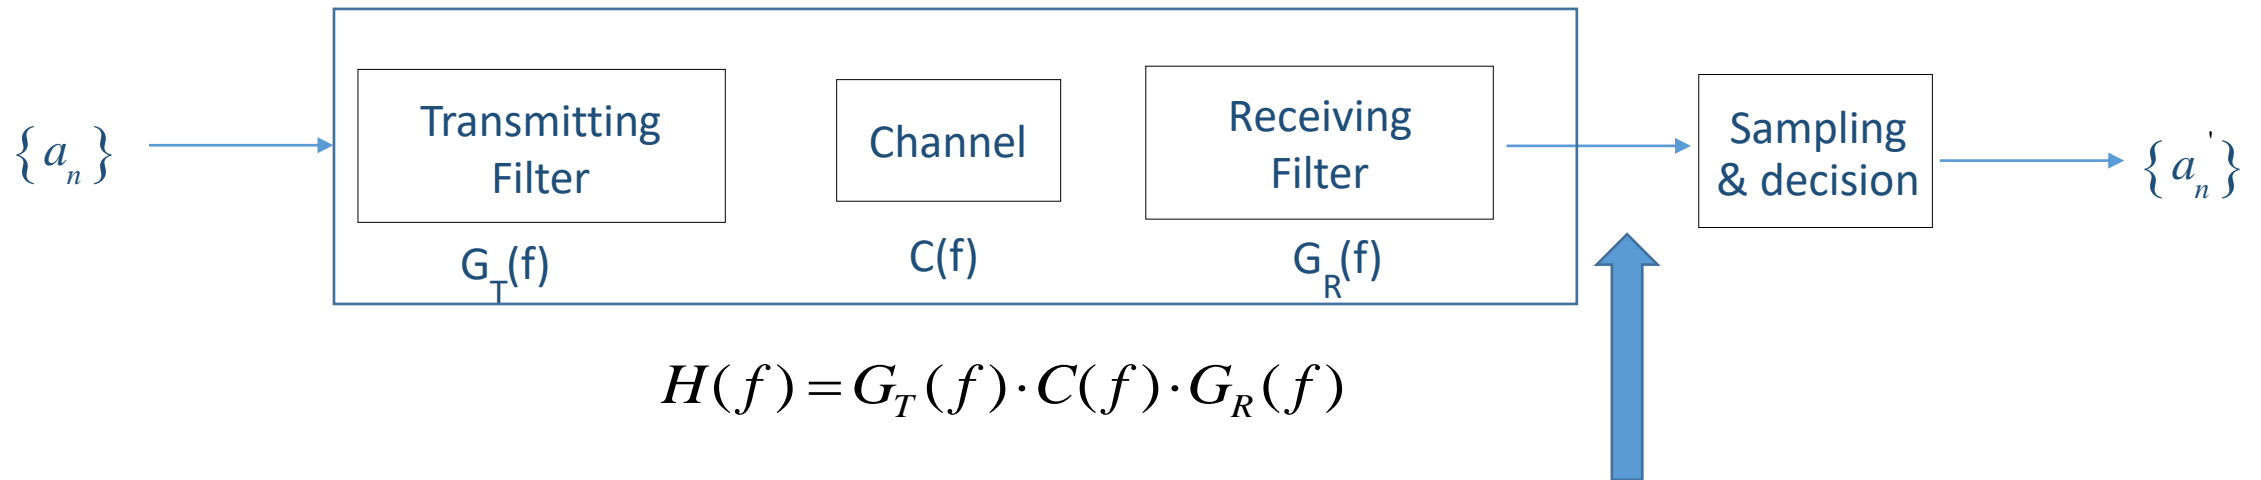 {a_n}
Transmitting
Filter
G_T(f)
Channel
C(f)
Receiving
Filter
G_R(f)
Sampling
& decision
{a_n'}
H(f)=G_T(f)·C(f)·G_R(f)